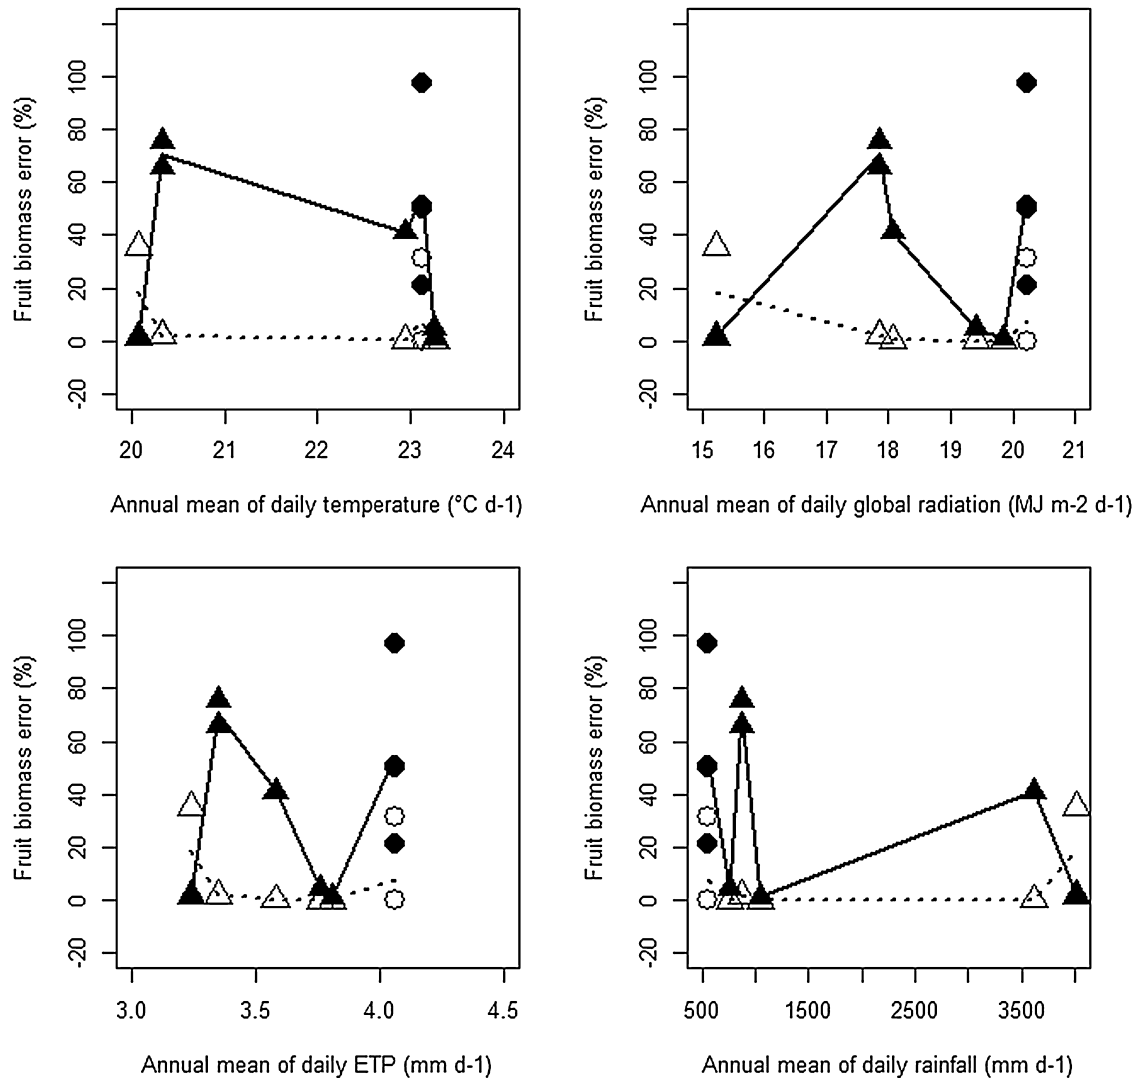 Fruit biomass error (%)
100
80
60
40
20
0
-20
20 21 22 23 24
Annual mean of daily temperature (°C d-1)
Fruit biomass error (%)
100
80
60
40
20
0
-20
15 16 17 18 19 20 21
Annual mean of daily global radiation (MJ m-2 d-1)
Fruit biomass error (%)
100
80
60
40
20
0
-20
3.0 3.5 4.0 4.5
Annual mean of daily ETP (mm d-1)
Fruit biomass error (%)
100
80
60
40
20
0
-20
500 1500 2500 3500
Annual mean of daily rainfall (mm d-1)